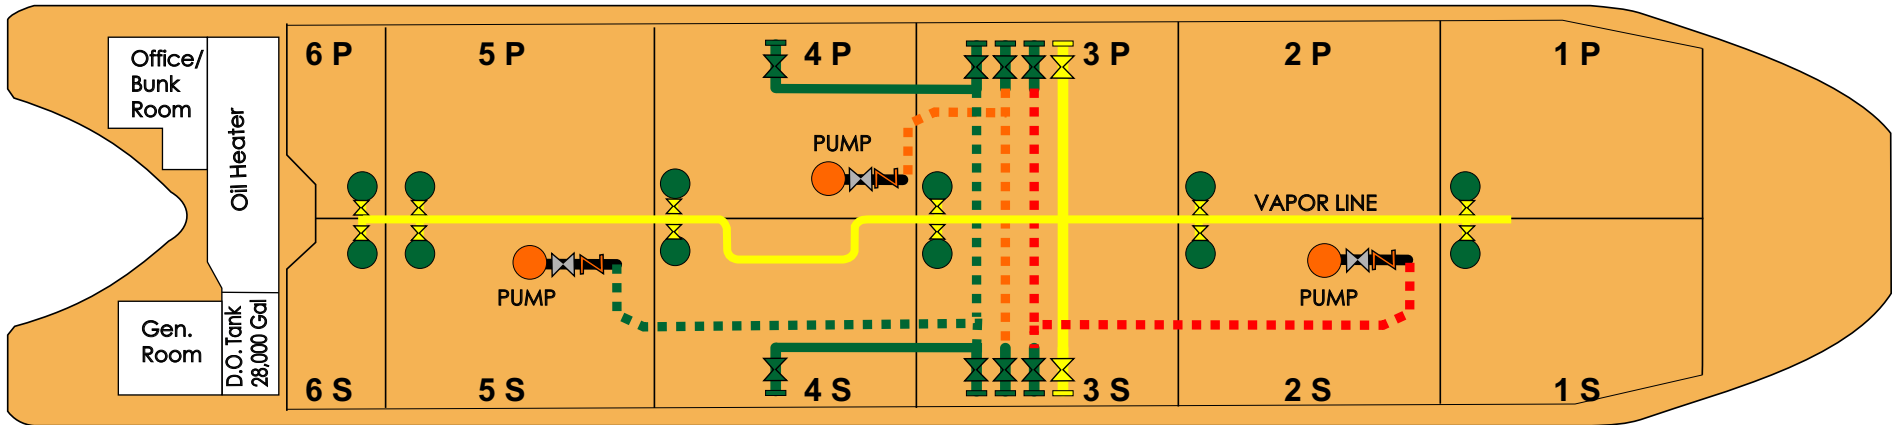 6 P
5 P
4 P
3 P
2 P
1 P
Office/
Bunk
Room
Oil Heater
PUMP
VAPOR LINE
PUMP
PUMP
Gen.
Room
D.O. Tank
28,000 Gal
6 S
5 S
4 S
3 S
2 S
1 S